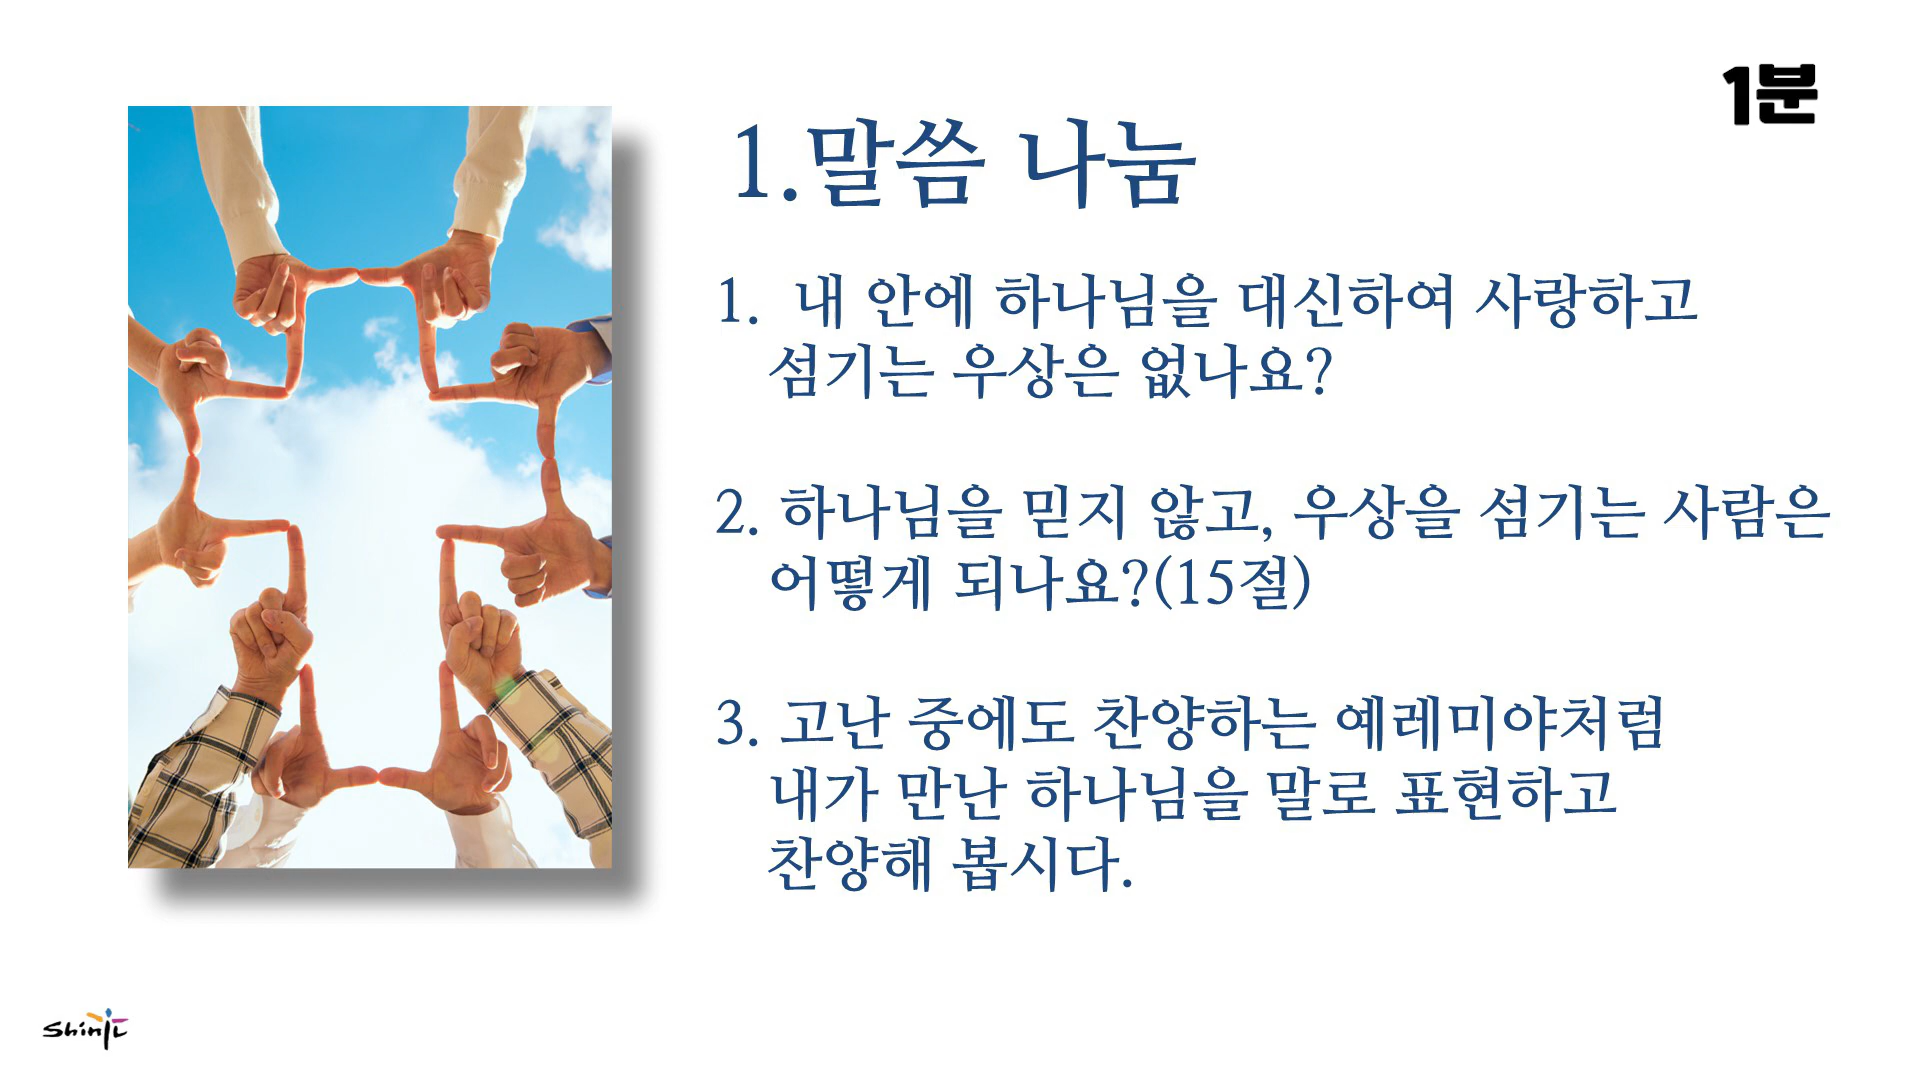 1분
1.말씀 나눔
1. 내 안에 하나님을 대신하여 사랑하고
섬기는 우상은 없나요?
2. 하나님을 믿지 않고, 우상을 섬기는 사람은
어떻게 되나요?(15절)
3. 고난 중에도 찬양하는 예레미야처럼
내가 만난 하나님을 말로 표현하고
찬양해 봅시다.